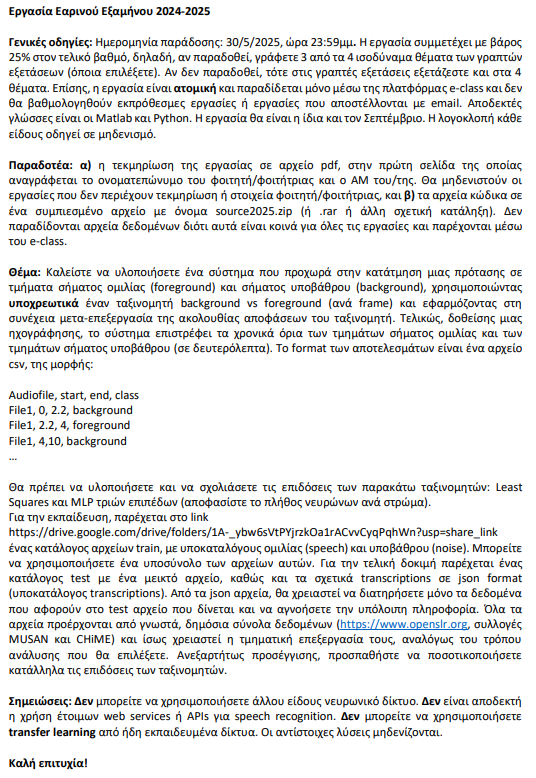 Εργασία Εαρινού Εξαμήνου 2024-2025
Γενικές οδηγίες: Ημερομηνία παράδοσης: 30/5/2025, ώρα 23:59μμ. Η εργασία συμμετέχει με βάρος
25% στον τελικό βαθμό, δηλαδή, αν παραδοθεί, γράφετε 3 από τα 4 ισοδύναμα θέματα των γραπτών
εξετάσεων (όποια επιλέξετε). Αν δεν παραδοθεί, τότε στις γραπτές εξετάσεις εξετάζεστε και στα 4
θέματα. Επίσης, η εργασία είναι ατομική και παραδίδεται μόνο μέσω της πλατφόρμας e-class και δεν
θα βαθμολογηθούν εκπρόθεσμες εργασίες ή εργασίες που αποστέλλονται με email. Αποδεκτές
γλώσσες είναι οι Matlab και Python. Η εργασία θα είναι η ίδια και τον Σεπτέμβριο. Η λογοκλοπή κάθε
είδους οδηγεί σε μηδενισμό.
Παραδοτέα: α) η τεκμηρίωση της εργασίας σε αρχείο pdf, στην πρώτη σελίδα της οποίας
αναγράφεται το ονοματεπώνυμο του φοιτητή/φοιτήτριας και ο ΑΜ του/της. Θα μηδενιστούν οι
εργασίες που δεν περιέχουν τεκμηρίωση ή στοιχεία φοιτητή/φοιτήτριας, και β) τα αρχεία κώδικα σε
ένα συμπιεσμένο αρχείο με όνομα source2025.zip (ή .rar ή άλλη σχετική κατάληξη). Δεν
παραδίδονται αρχεία δεδομένων διότι αυτά είναι κοινά για όλες τις εργασίες και παρέχονται μέσω
του e-class.
Θέμα: Καλείστε να υλοποιήσετε ένα σύστημα που προχωρά στην κατάτμηση μιας πρότασης σε
τμήματα σήματος ομιλίας (foreground) και σήματος υποβάθρου (background), χρησιμοποιώντας
υποχρεωτικά έναν ταξινομητή background vs foreground (ανά frame) και εφαρμόζοντας στη
συνέχεια μετα-επεξεργασία της ακολουθίας αποφάσεων του ταξινομητή. Τελικώς, δοθείσης μιας
ηχογράφησης, το σύστημα επιστρέφει τα χρονικά όρια των τμημάτων σήματος ομιλίας και των
τμημάτων σήματος υποβάθρου (σε δευτερόλεπτα). Το format των αποτελεσμάτων είναι ένα αρχείο
csv, της μορφής:
Audiofile, start, end, class
File1, 0, 2.2, background
File1, 2.2, 4, foreground
File1, 4,10, background
…
Θα πρέπει να υλοποιήσετε και να σχολιάσετε τις επιδόσεις των παρακάτω ταξινομητών: Least
Squares και MLP τριών επιπέδων (αποφασίστε το πλήθος νευρώνων ανά στρώμα).
Για την εκπαίδευση, παρέχεται στο link
https://drive.google.com/drive/folders/1A-_ybw6sVtPYjrzkOa1rACvvCyqPqhWn?usp=share_link
ένας κατάλογος αρχείων train, με υποκαταλόγους ομιλίας (speech) και υποβάθρου (noise). Μπορείτε
να χρησιμοποιήσετε ένα υποσύνολο των αρχείων αυτών. Για την τελική δοκιμή παρέχεται ένας
κατάλογος test με ένα μεικτό αρχείο, καθώς και τα σχετικά transcriptions σε json format
(υποκατάλογος transcriptions). Από τα json αρχεία, θα χρειαστεί να διατηρήσετε μόνο τα δεδομένα
που αφορούν στο test αρχείο που δίνεται και να αγνοήσετε την υπόλοιπη πληροφορία. Όλα τα
αρχεία προέρχονται από γνωστά, δημόσια σύνολα δεδομένων (https://www.openslr.org, συλλογές
MUSAN και CHiME) και ίσως χρειαστεί η τμηματική επεξεργασία τους, αναλόγως του τρόπου
ανάλυσης που θα επιλέξετε. Ανεξαρτήτως προσέγγισης, προσπαθήστε να ποσοτικοποιήσετε
κατάλληλα τις επιδόσεις των ταξινομητών.
Σημειώσεις: Δεν μπορείτε να χρησιμοποιήσετε άλλου είδους νευρωνικό δίκτυο. Δεν είναι αποδεκτή
η χρήση έτοιμων web services ή APIs για speech recognition. Δεν μπορείτε να χρησιμοποιήσετε
transfer learning από ήδη εκπαιδευμένα δίκτυα. Οι αντίστοιχες λύσεις μηδενίζονται.
Καλή επιτυχία!